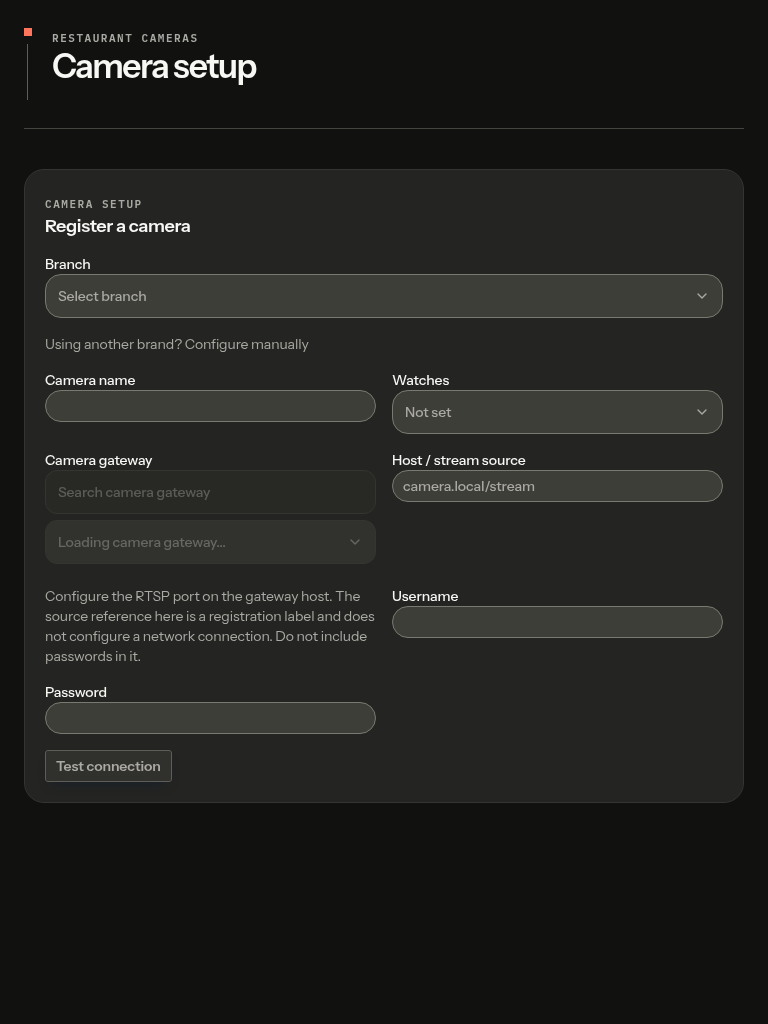 RESTAURANT CAMERAS
Camera setup
CAMERA SETUP
Register a camera
Branch
Select branch
Using another brand? Configure manually
Camera name
Watches
Not set
Camera gateway
Host / stream source
Search camera gateway
camera.local/stream
Loading camera gateway...
Configure the RTSP port on the gateway host. The
source reference here is a registration label and does
not configure a network connection. Do not include
passwords in it.
Username
Password
Test connection